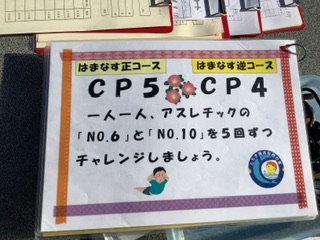 はまなす正コース はまなす逆コース
CP5 CP4
一人一人、アスレチックの
「NO.6」と「NO.10」を5回ずつ
チャレンジしましょう。